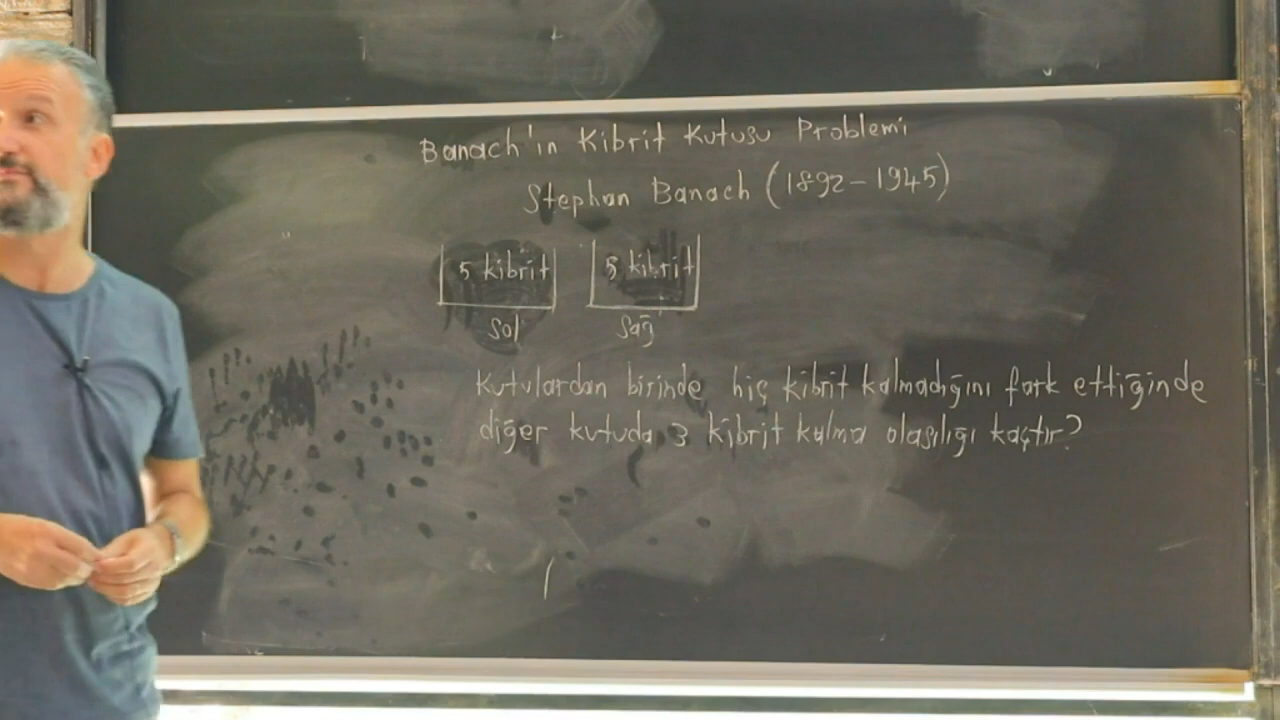 Banach'ın Kibrit Kutusu Problemi
Stephan Banach (1892-1945)
5 kibrit 5 kibrit
Sol Sağ
Kutulardan birinde hiç kibrit kalmadığını fark ettiğinde
diğer kutuda 3 kibrit kalma olasılığı kaçtır?